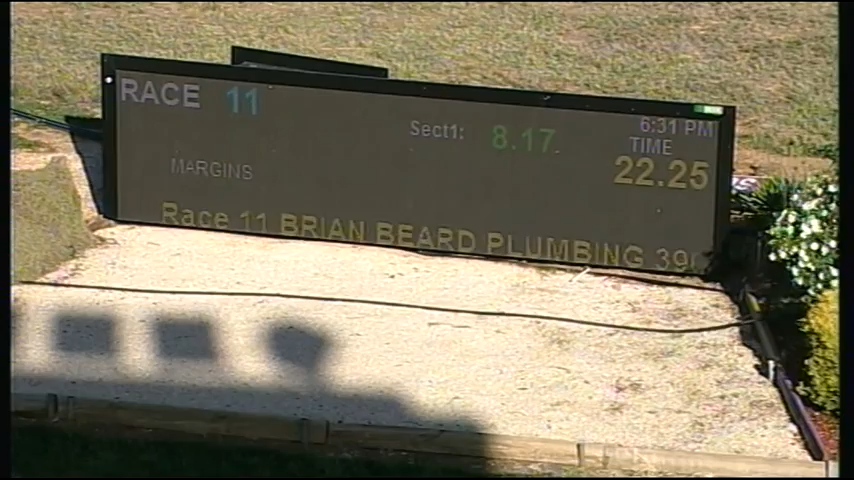 RACE 11
Sect1: 8.17
6:31 PM
TIME
22.25
MARGINS
Race 11 BRIAN BEARD PLUMBING